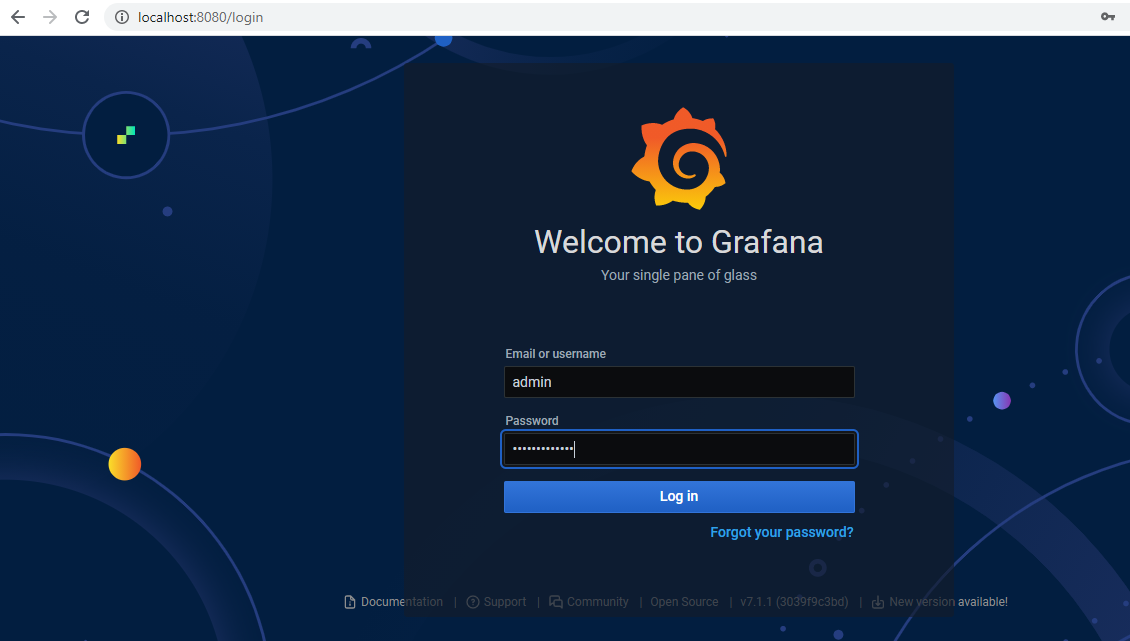 localhost:8080/login
Welcome to Grafana
Your single pane of glass
Email or username
admin
Password
•••••••••••••
Log in
Forgot your password?
Documentation | Support | Community | Open Source | v7.1.1 (3039f9c3bd) | New version available!